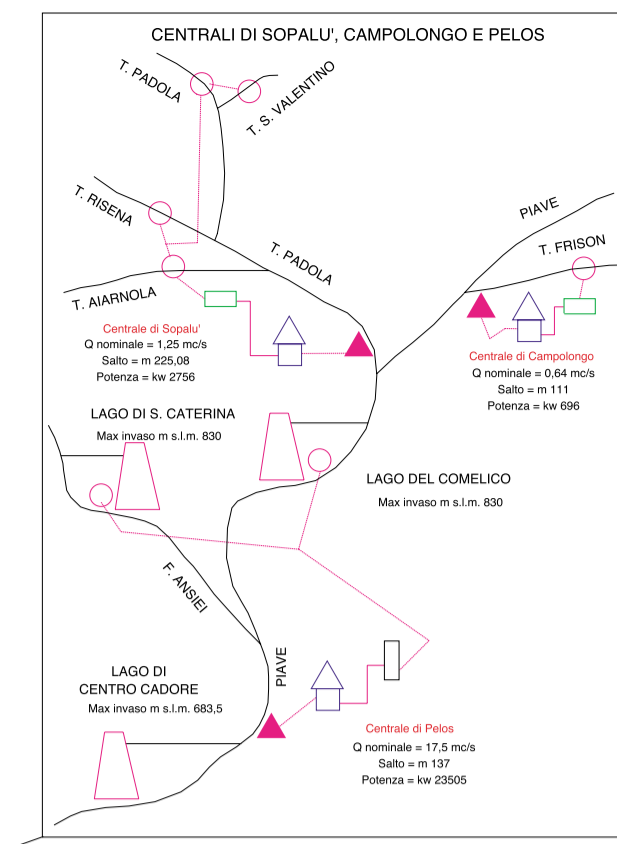 CENTRALI DI SOPALU', CAMPOLONGO E PELOS
T. PADOLA
T. S. VALENTINO
T. RISENA
T. PADOLA
PIAVE
T. FRISON
T. AIARNOLA
Centrale di Sopalu'
Q nominale = 1,25 mc/s
Salto = m 225,08
Potenza = kw 2756
Centrale di Campolongo
Q nominale = 0,64 mc/s
Salto = m 111
Potenza = kw 696
LAGO DI S. CATERINA
Max invaso m s.l.m. 830
LAGO DEL COMELICO
Max invaso m s.l.m. 830
F. ANSIEI
PIAVE
LAGO DI
CENTRO CADORE
Max invaso m s.l.m. 683,5
Centrale di Pelos
Q nominale = 17,5 mc/s
Salto = m 137
Potenza = kw 23505